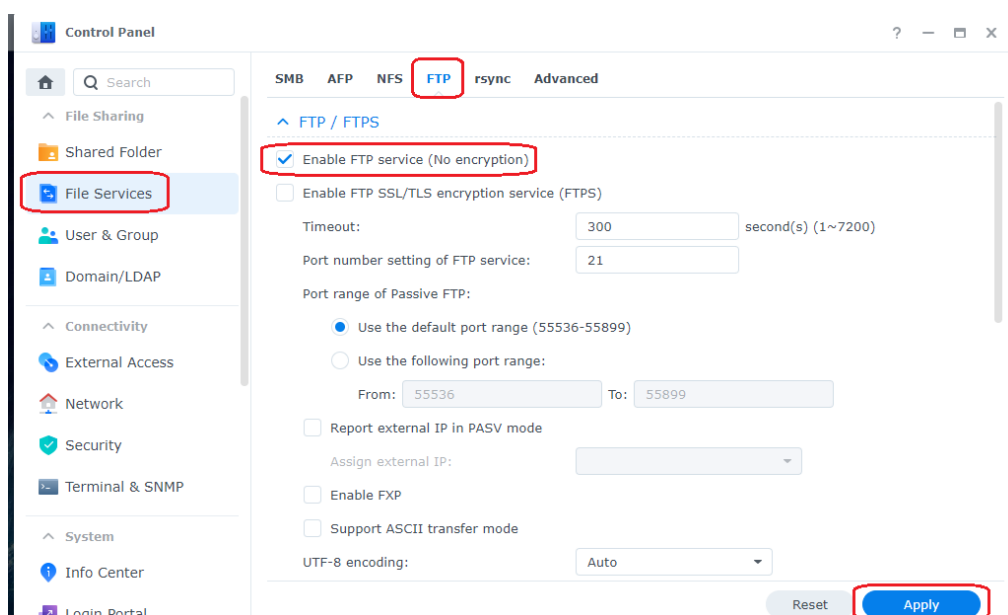 Control Panel
Search
SMB AFP NFS FTP rsync Advanced
File Sharing
Shared Folder
File Services
User & Group
Domain/LDAP
Connectivity
External Access
Network
Security
Terminal & SNMP
System
Info Center
Login Portal
FTP / FTPS
Enable FTP service (No encryption)
Enable FTP SSL/TLS encryption service (FTPS)
Timeout: 300 second(s) (1~7200)
Port number setting of FTP service: 21
Port range of Passive FTP:
Use the default port range (55536-55899)
Use the following port range:
From: 55536 To: 55899
Report external IP in PASV mode
Assign external IP:
Enable FXP
Support ASCII transfer mode
UTF-8 encoding: Auto
Reset Apply